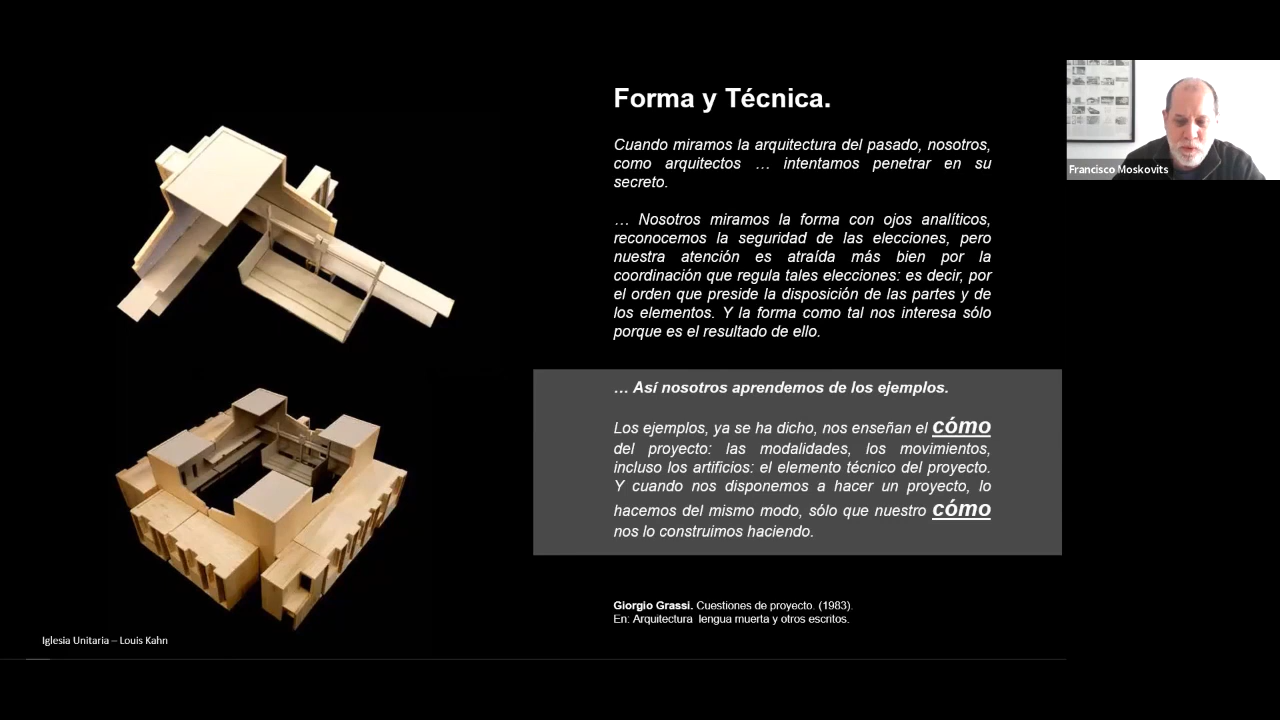 Forma y Técnica.
Cuando miramos la arquitectura del pasado, nosotros,
como arquitectos … intentamos penetrar en su
secreto.
… Nosotros miramos la forma con ojos analíticos,
reconocemos la seguridad de las elecciones, pero
nuestra atención es atraída más bien por la
coordinación que regula tales elecciones: es decir, por
el orden que preside la disposición de las partes y de
los elementos. Y la forma como tal nos interesa sólo
porque es el resultado de ello.
… Así nosotros aprendemos de los ejemplos.
Los ejemplos, ya se ha dicho, nos enseñan el cómo
del proyecto: las modalidades, los movimientos,
incluso los artificios: el elemento técnico del proyecto.
Y cuando nos disponemos a hacer un proyecto, lo
hacemos del mismo modo, sólo que nuestro cómo
nos lo construimos haciendo.
Giorgio Grassi. Cuestiones de proyecto. (1983).
En: Arquitectura lengua muerta y otros escritos.
Iglesia Unitaria – Louis Kahn
Francisco Moskovits